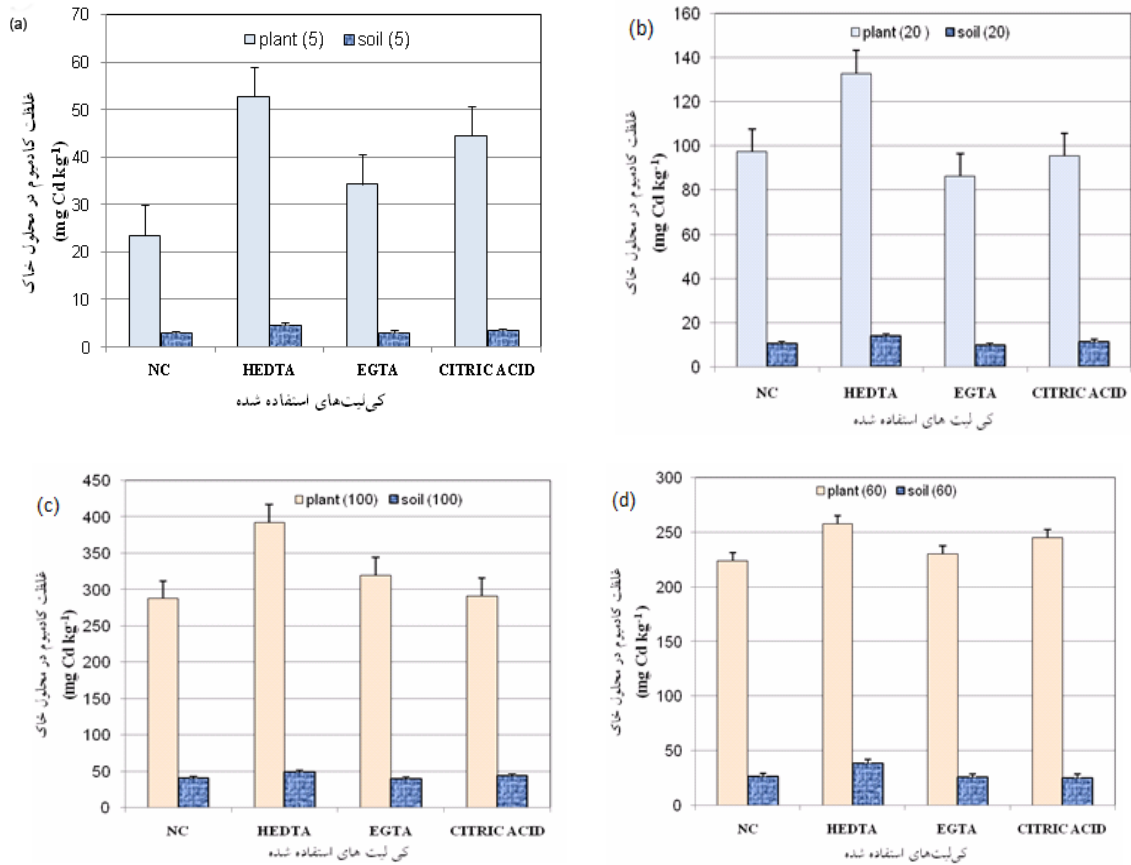 (a)
70
60
50
40
30
20
10
0
plant (5) soil (5)
غلظت کادمیوم در محلول خاک
(mg Cd kg⁻¹)
NC HEDTA EGTA CITRIC ACID
کی‌لیت‌های استفاده شده
(b)
160
140
120
100
80
60
40
20
0
plant (20 ) soil (20)
غلظت کادمیوم در محلول خاک
(mg Cd kg⁻¹)
NC HEDTA EGTA CITRIC ACID
کی لیت های استفاده شده
(c)
450
400
350
300
250
200
150
100
50
0
plant (100) soil (100)
غلظت کادمیوم در محلول خاک
(mg Cd kg⁻¹)
NC HEDTA EGTA CITRIC ACID
کی لیت های استفاده شده
(d)
300
250
200
150
100
50
0
plant (60) soil (60)
غلظت کادمیوم در محلول خاک
(mg Cd kg⁻¹)
NC HEDTA EGTA CITRIC ACID
کی لیت‌های استفاده شده